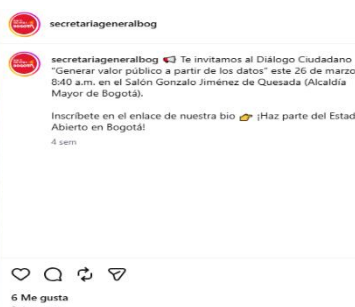 secretariageneralbog
secretariageneralbog 📢 Te invitamos al Diálogo Ciudadano
"Generar valor público a partir de los datos" este 26 de marzo
8:40 a.m. en el Salón Gonzalo Jiménez de Quesada (Alcaldía
Mayor de Bogotá).
Inscríbete en el enlace de nuestra bio 👉 ¡Haz parte del Estad
Abierto en Bogotá!
4 sem
6 Me gusta